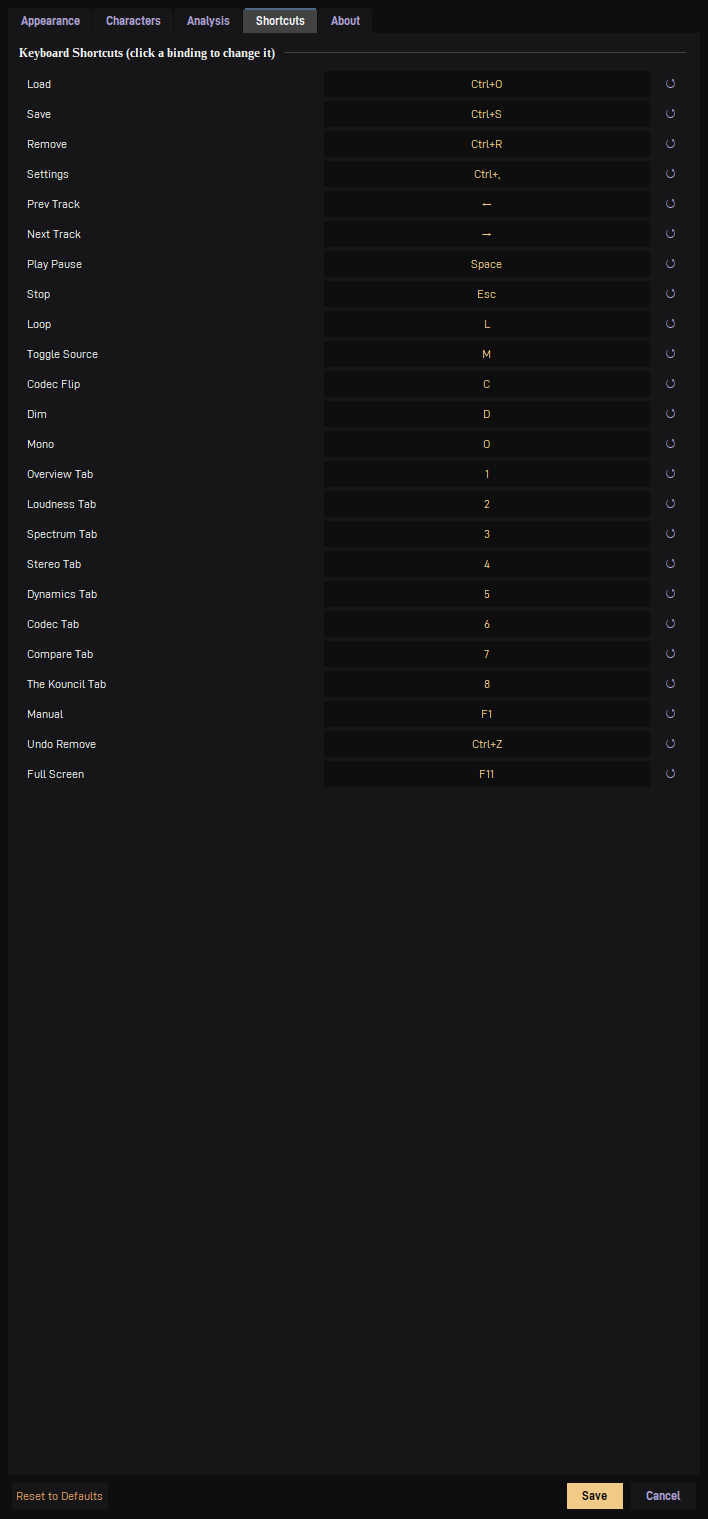 Appearance Characters Analysis Shortcuts About
Keyboard Shortcuts (click a binding to change it)
Load Ctrl+O
Save Ctrl+S
Remove Ctrl+R
Settings Ctrl+,
Prev Track ←
Next Track →
Play Pause Space
Stop Esc
Loop L
Toggle Source M
Codec Flip C
Dim D
Mono O
Overview Tab 1
Loudness Tab 2
Spectrum Tab 3
Stereo Tab 4
Dynamics Tab 5
Codec Tab 6
Compare Tab 7
The Kouncil Tab 8
Manual F1
Undo Remove Ctrl+Z
Full Screen F11
Reset to Defaults Save Cancel